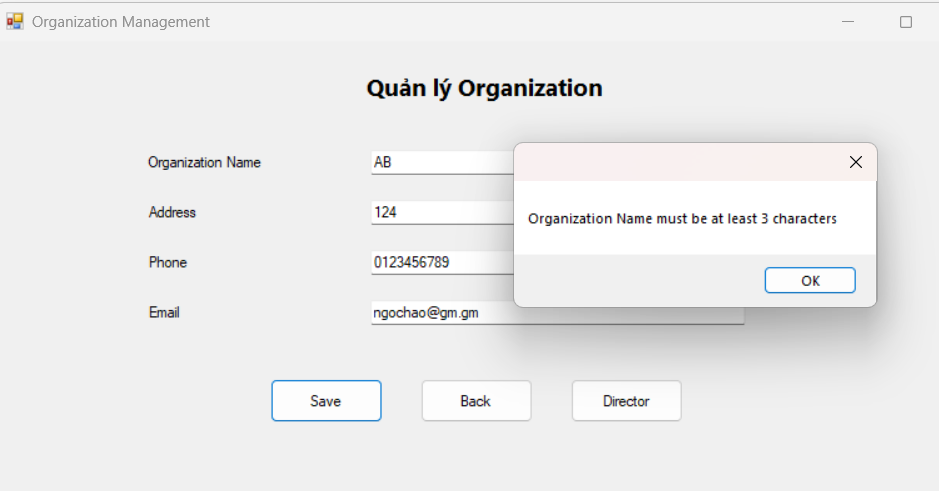 Organization Management
Quản lý Organization
Organization Name AB
Organization Name must be at least 3 characters
Address 124
Phone 0123456789
OK
Email ngochao@gm.gm
Save Back Director